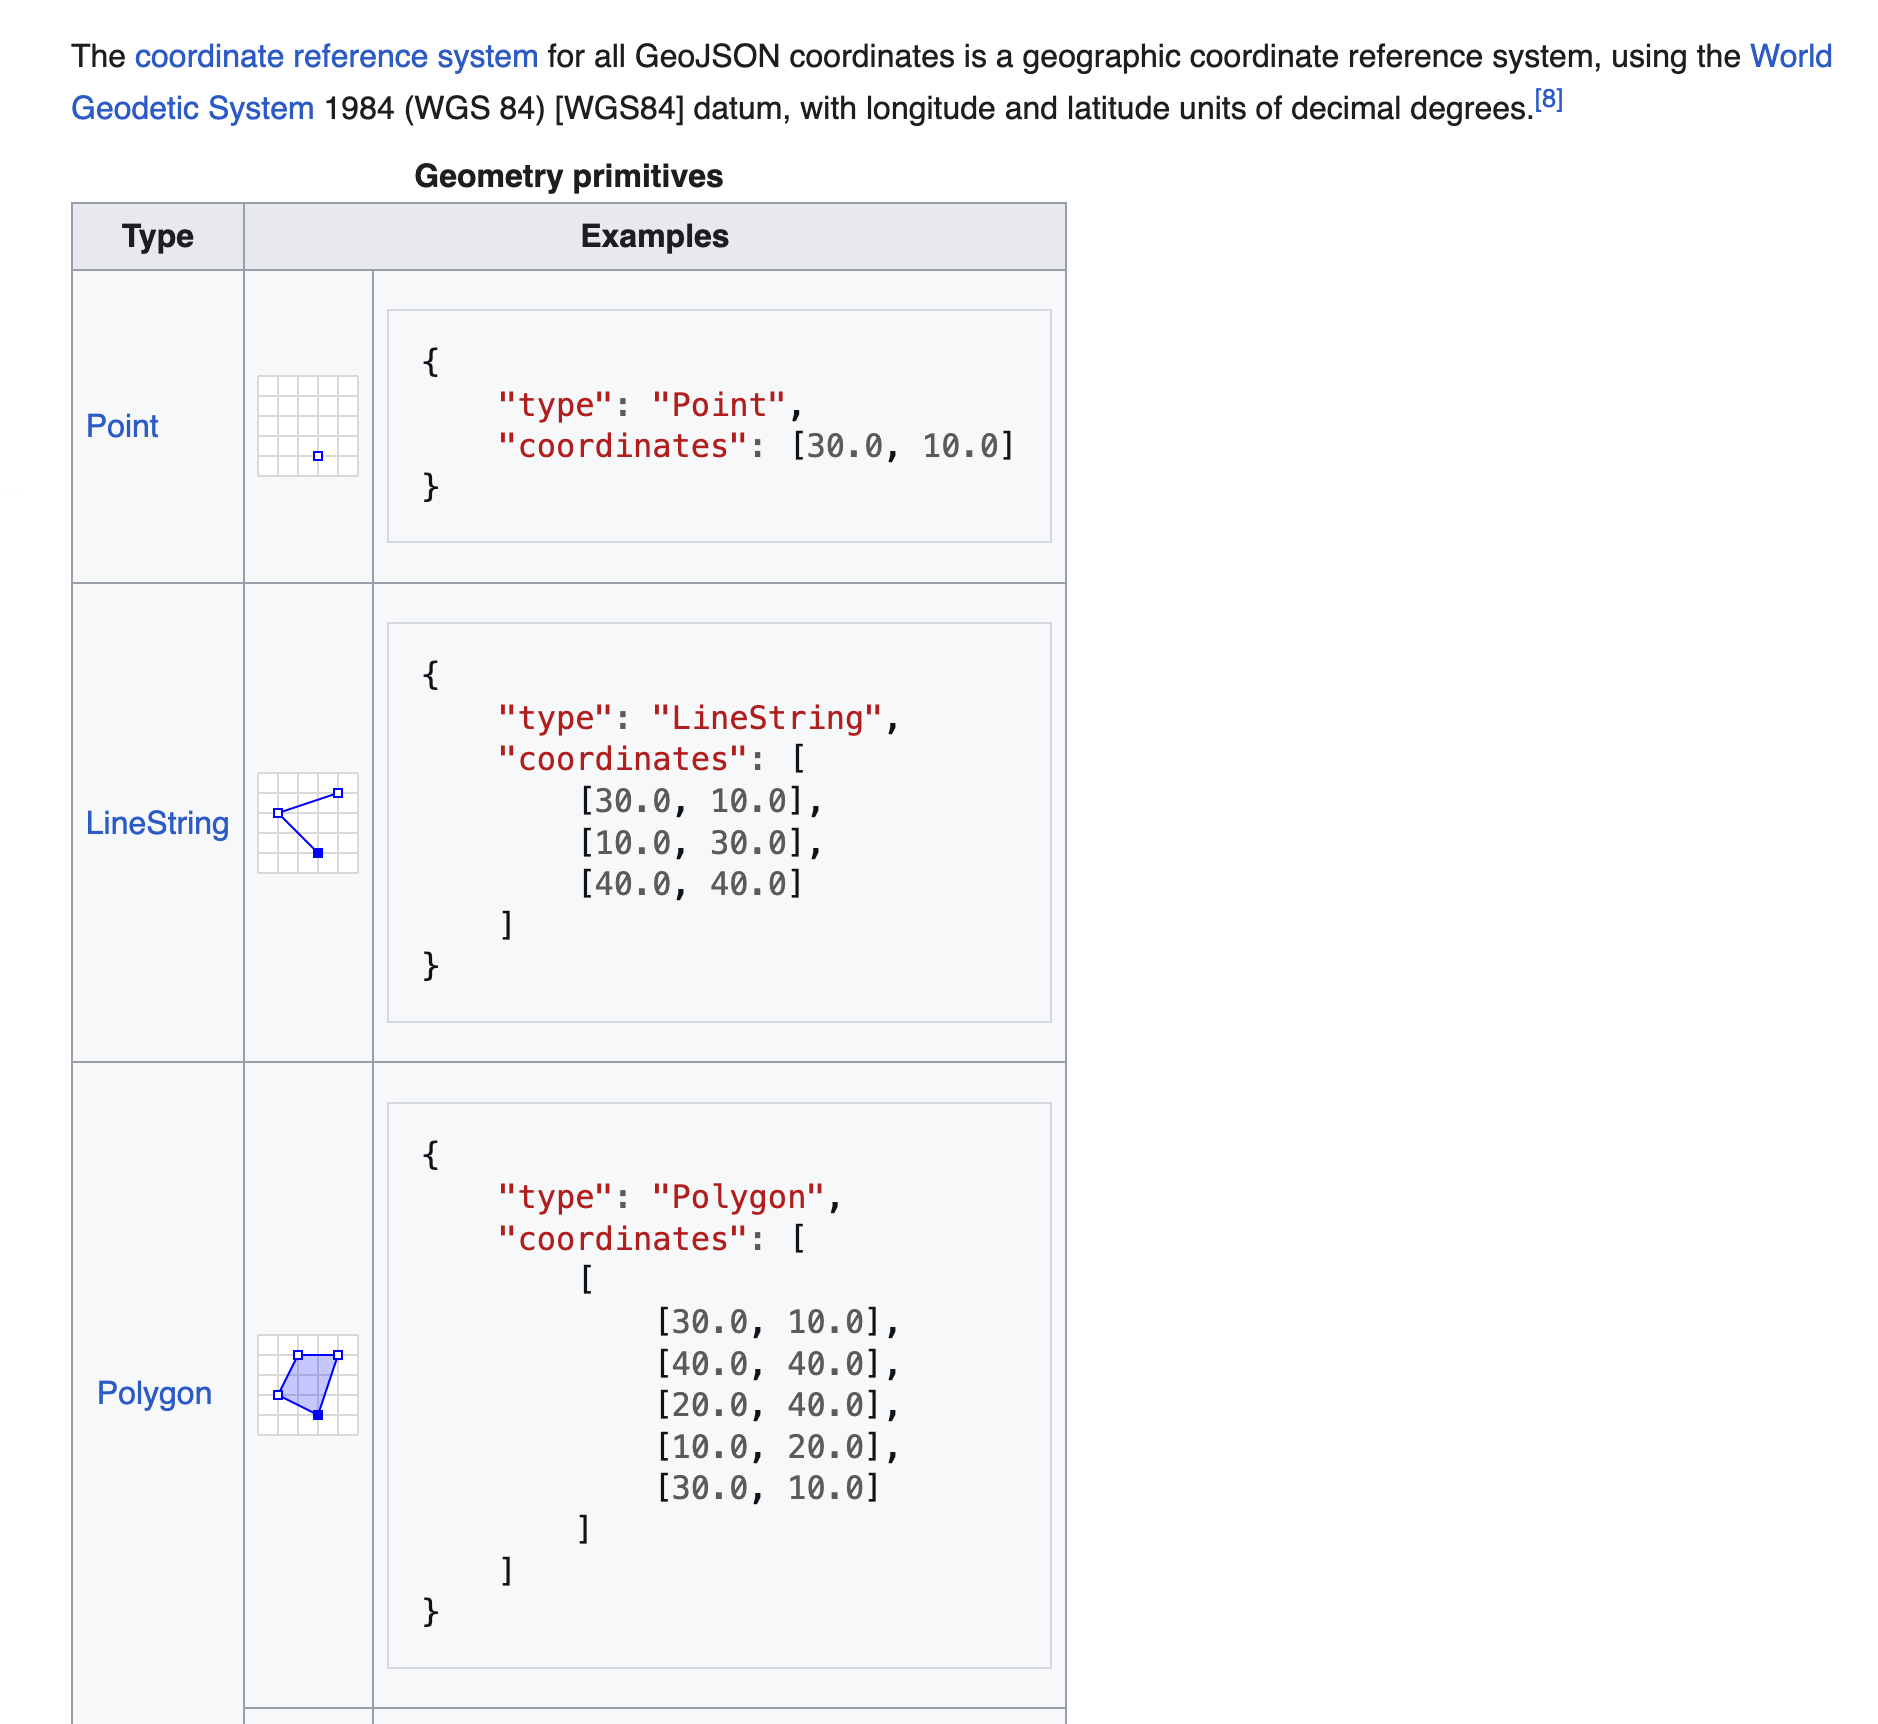 The coordinate reference system for all GeoJSON coordinates is a geographic coordinate reference system, using the World
Geodetic System 1984 (WGS 84) [WGS84] datum, with longitude and latitude units of decimal degrees.[8]
Geometry primitives
Type Examples
Point
{
    "type": "Point",
    "coordinates": [30.0, 10.0]
}
LineString
{
    "type": "LineString",
    "coordinates": [
        [30.0, 10.0],
        [10.0, 30.0],
        [40.0, 40.0]
    ]
}
Polygon
{
    "type": "Polygon",
    "coordinates": [
        [
            [30.0, 10.0],
            [40.0, 40.0],
            [20.0, 40.0],
            [10.0, 20.0],
            [30.0, 10.0]
        ]
    ]
}